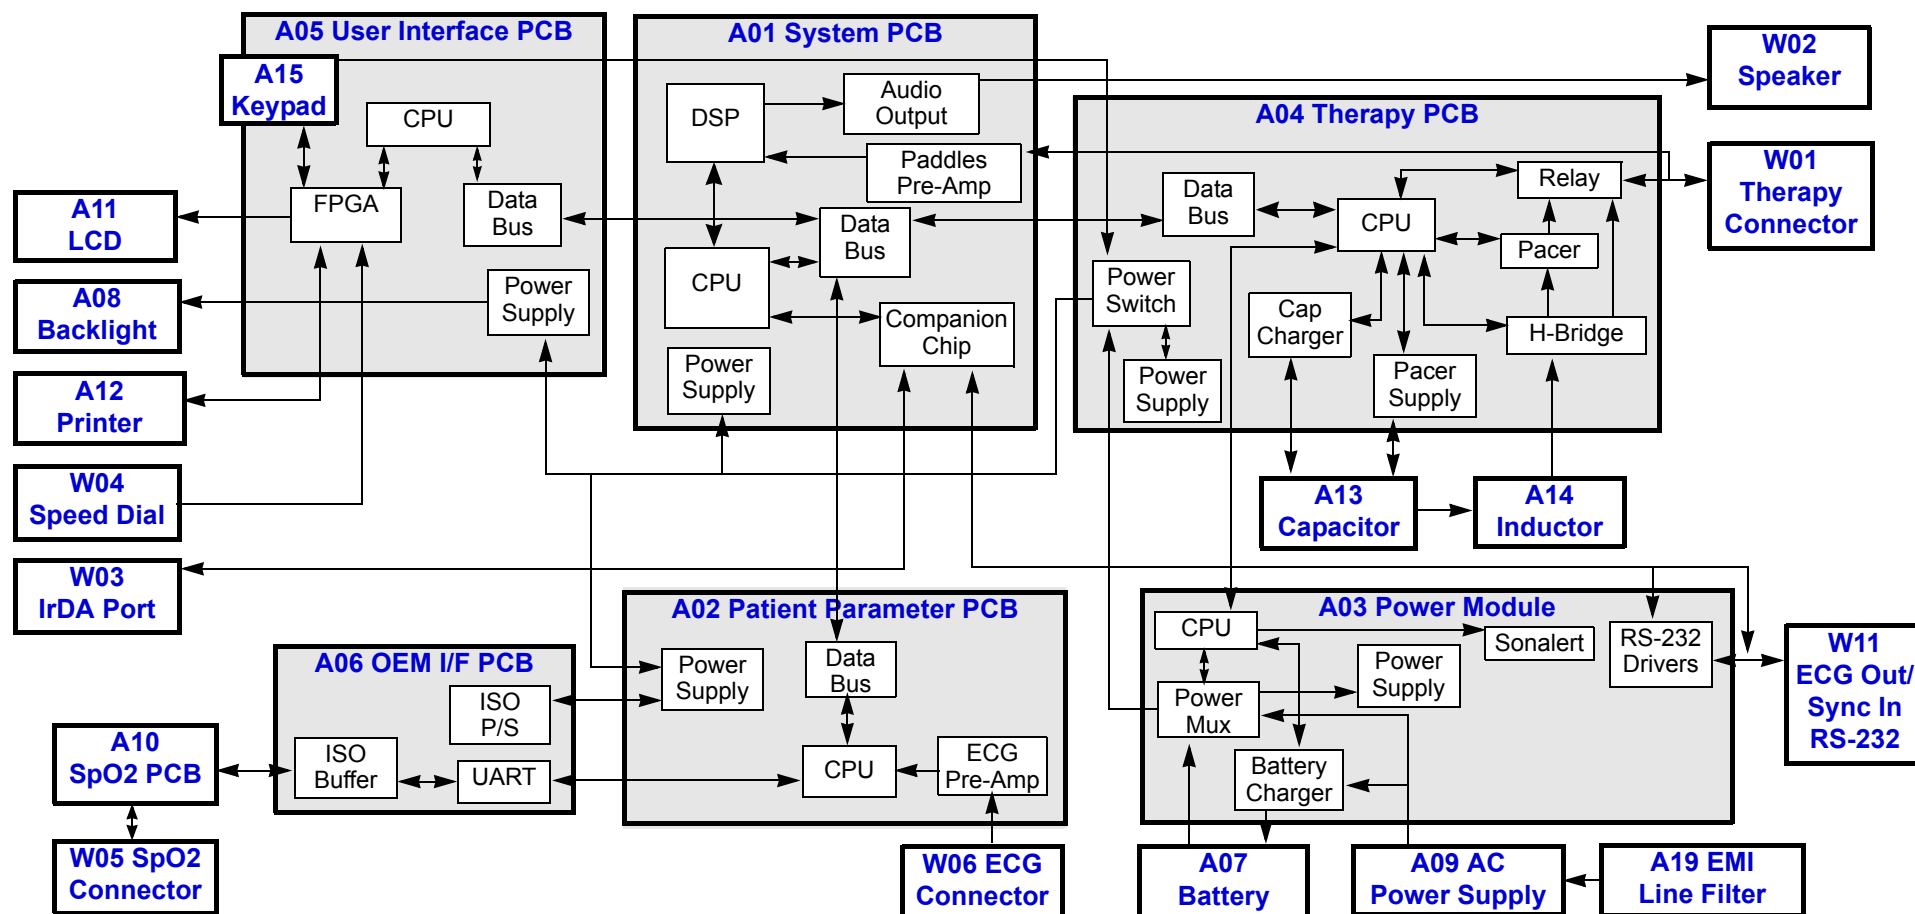 A05 User Interface PCB
A15
Keypad
CPU
FPGA
Data
Bus
Power
Supply
A11
LCD
A08
Backlight
A12
Printer
W04
Speed Dial
W03
IrDA Port
A01 System PCB
DSP
Audio
Output
Paddles
Pre-Amp
Data
Bus
CPU
Companion
Chip
Power
Supply
W02
Speaker
A04 Therapy PCB
Data
Bus
CPU
Relay
Pacer
H-Bridge
Power
Switch
Cap
Charger
Power
Supply
Pacer
Supply
W01
Therapy
Connector
A13
Capacitor
A14
Inductor
A02 Patient Parameter PCB
Power
Supply
Data
Bus
CPU
ECG
Pre-Amp
A06 OEM I/F PCB
ISO
P/S
ISO
Buffer
UART
A10
SpO2 PCB
W05 SpO2
Connector
W06 ECG
Connector
A03 Power Module
CPU
Sonalert
RS-232
Drivers
Power
Supply
Power
Mux
Battery
Charger
W11
ECG Out/
Sync In
RS-232
A07
Battery
A09 AC
Power Supply
A19 EMI
Line Filter